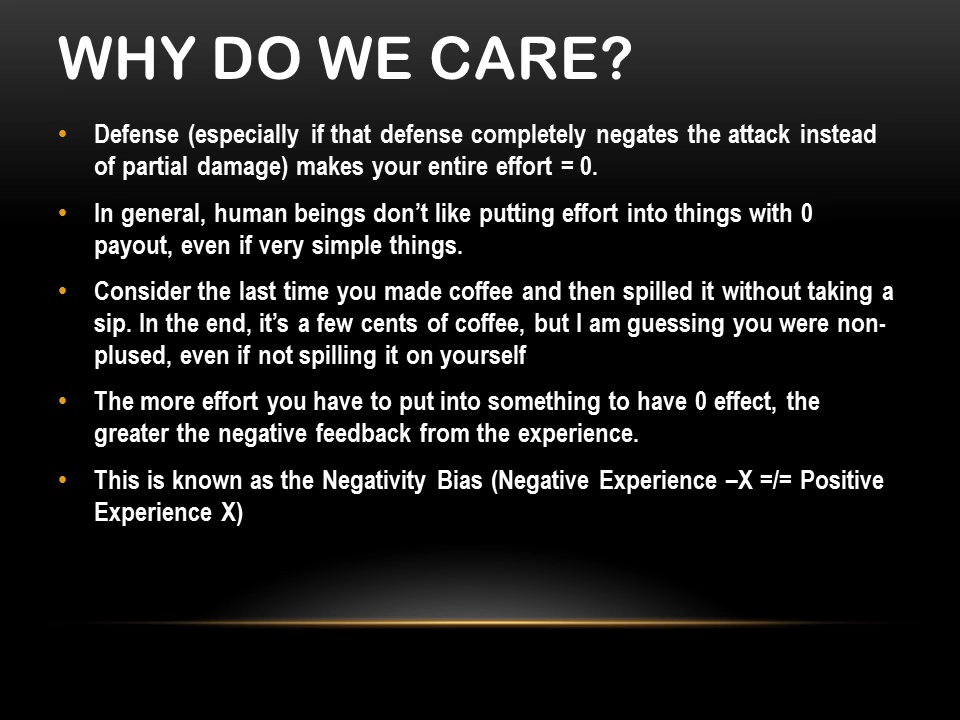 WHY DO WE CARE?
• Defense (especially if that defense completely negates the attack instead
of partial damage) makes your entire effort = 0.
• In general, human beings don’t like putting effort into things with 0
payout, even if very simple things.
• Consider the last time you made coffee and then spilled it without taking a
sip. In the end, it’s a few cents of coffee, but I am guessing you were non-
plused, even if not spilling it on yourself
• The more effort you have to put into something to have 0 effect, the
greater the negative feedback from the experience.
• This is known as the Negativity Bias (Negative Experience –X =/= Positive
Experience X)